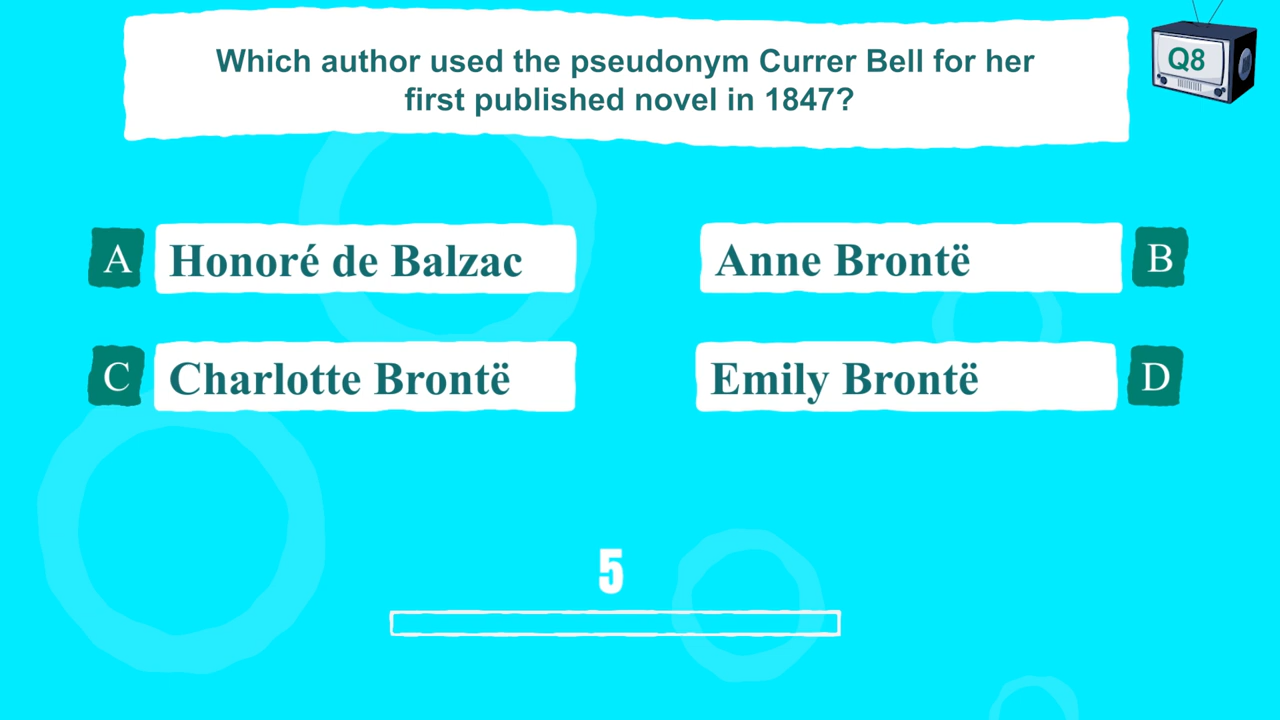 Which author used the pseudonym Currer Bell for her
first published novel in 1847?
Q8
A Honoré de Balzac
Anne Brontë B
C Charlotte Brontë
Emily Brontë D
5